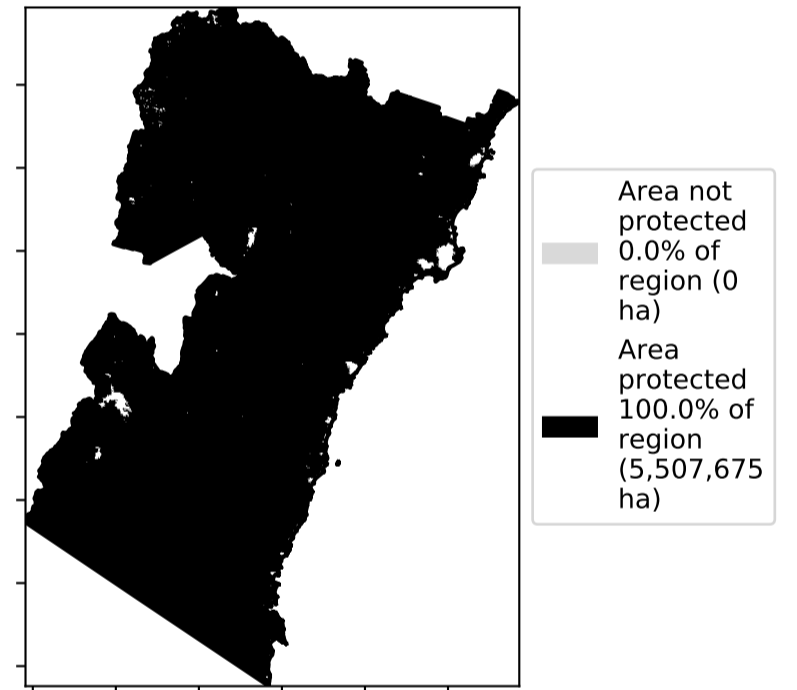 Area not
protected
0.0% of
region (0
ha)
Area
protected
100.0% of
region
(5,507,675
ha)